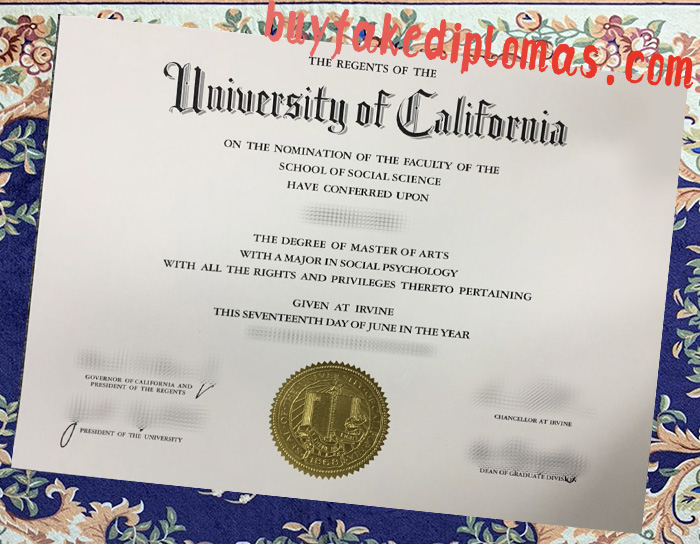 buyfakediplomas.com
THE REGENTS OF THE
University of California
ON THE NOMINATION OF THE FACULTY OF THE
SCHOOL OF SOCIAL SCIENCE
HAVE CONFERRED UPON
THE DEGREE OF MASTER OF ARTS
WITH A MAJOR IN SOCIAL PSYCHOLOGY
WITH ALL THE RIGHTS AND PRIVILEGES THERETO PERTAINING
GIVEN AT IRVINE
THIS SEVENTEENTH DAY OF JUNE IN THE YEAR
GOVERNOR OF CALIFORNIA AND
PRESIDENT OF THE REGENTS
PRESIDENT OF THE UNIVERSITY
1868
CHANCELLOR AT IRVINE
DEAN OF GRADUATE DIVISION